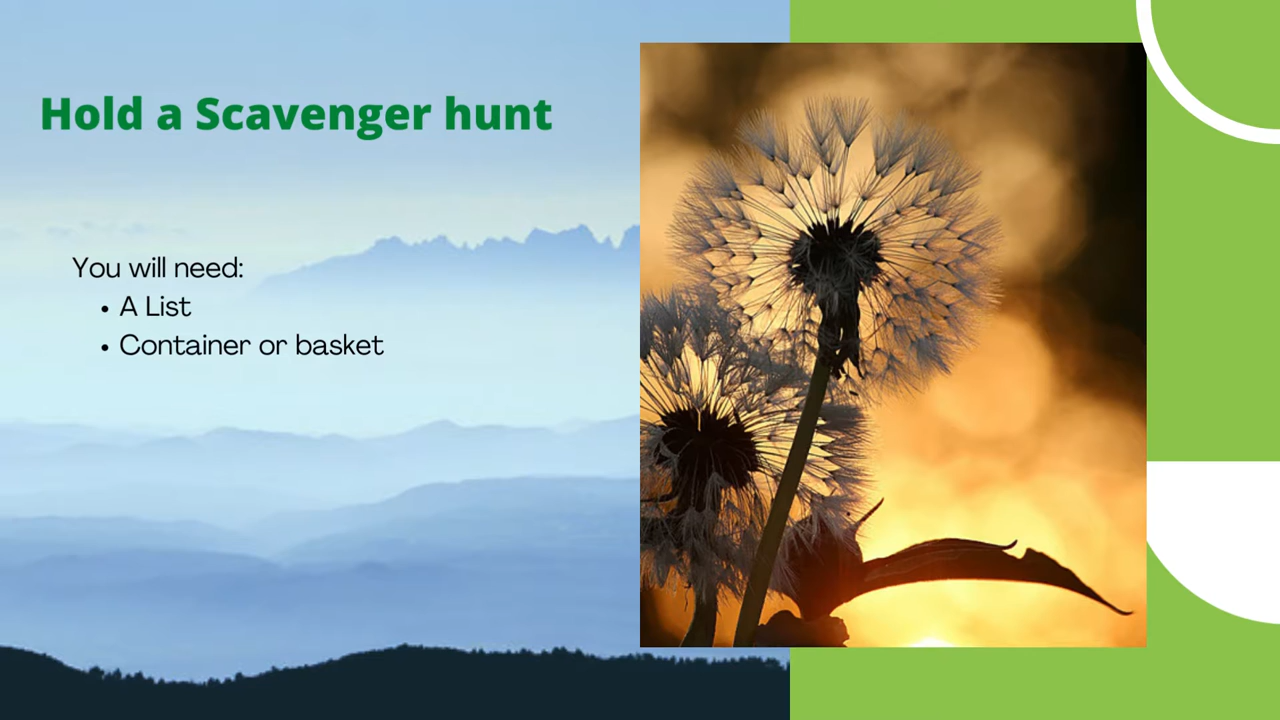 Hold a Scavenger hunt
You will need:
• A List
• Container or basket